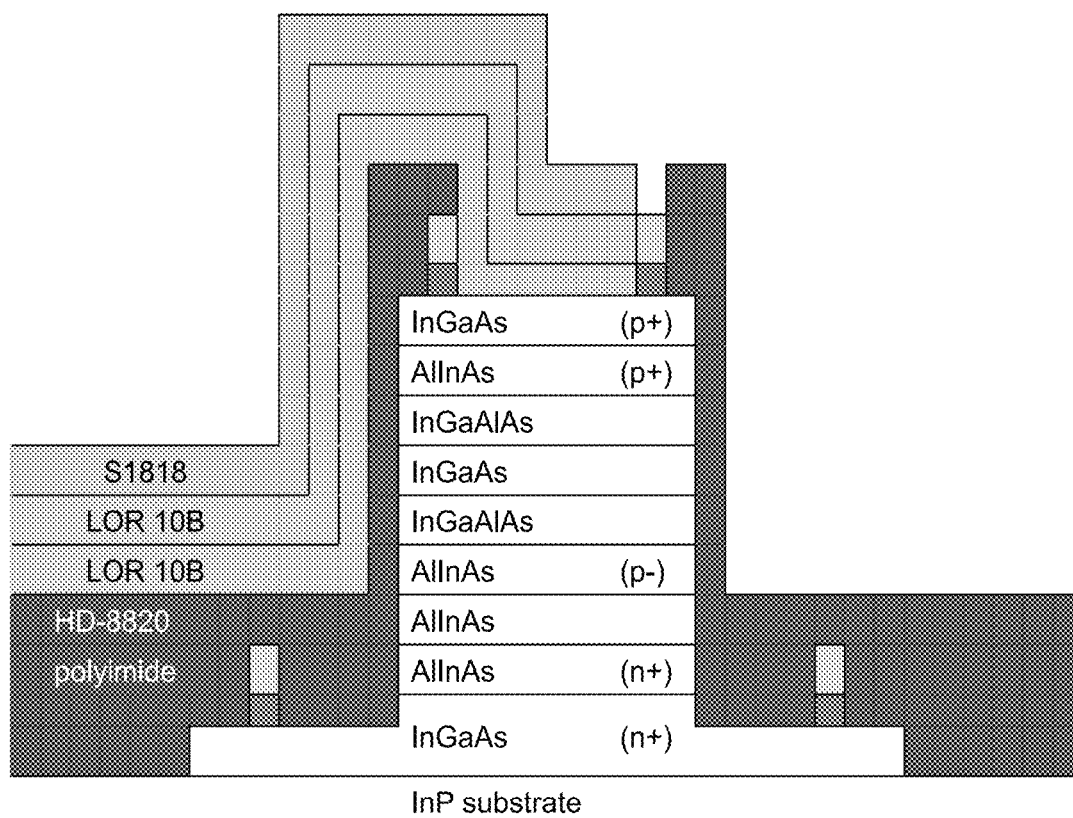 InGaAs (p+)
AlInAs (p+)
InGaAlAs
S1818
InGaAs
LOR 10B
InGaAlAs
LOR 10B
AlInAs (p-)
HD-8820
AlInAs
polyimide
AlInAs (n+)
InGaAs (n+)
InP substrate